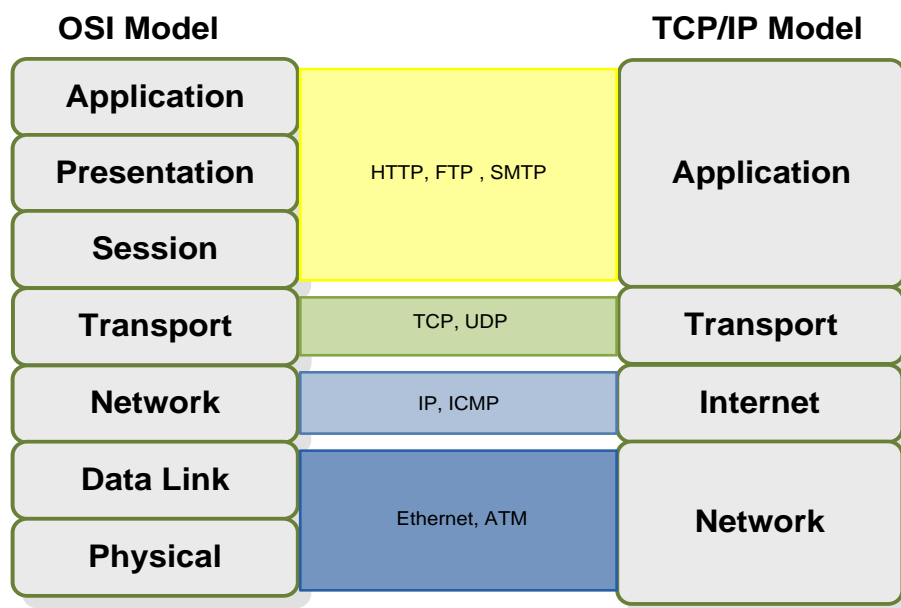 OSI Model
TCP/IP Model
Application
Presentation
Session
HTTP, FTP , SMTP
Application
Transport
TCP, UDP
Transport
Network
IP, ICMP
Internet
Data Link
Physical
Ethernet, ATM
Network